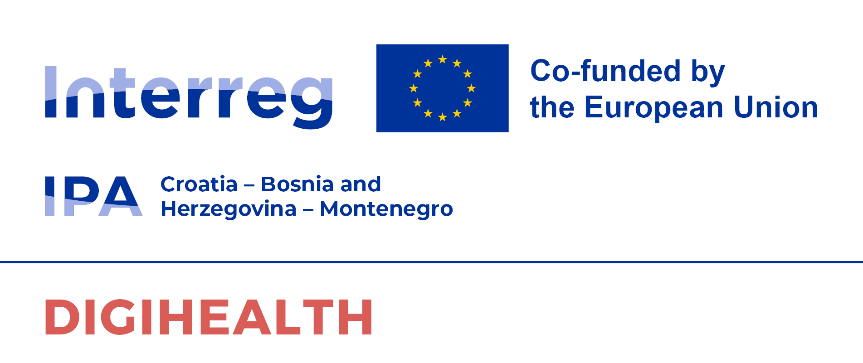 Interreg
Co-funded by
the European Union
IPA
Croatia – Bosnia and
Herzegovina – Montenegro
DIGIHEALTH